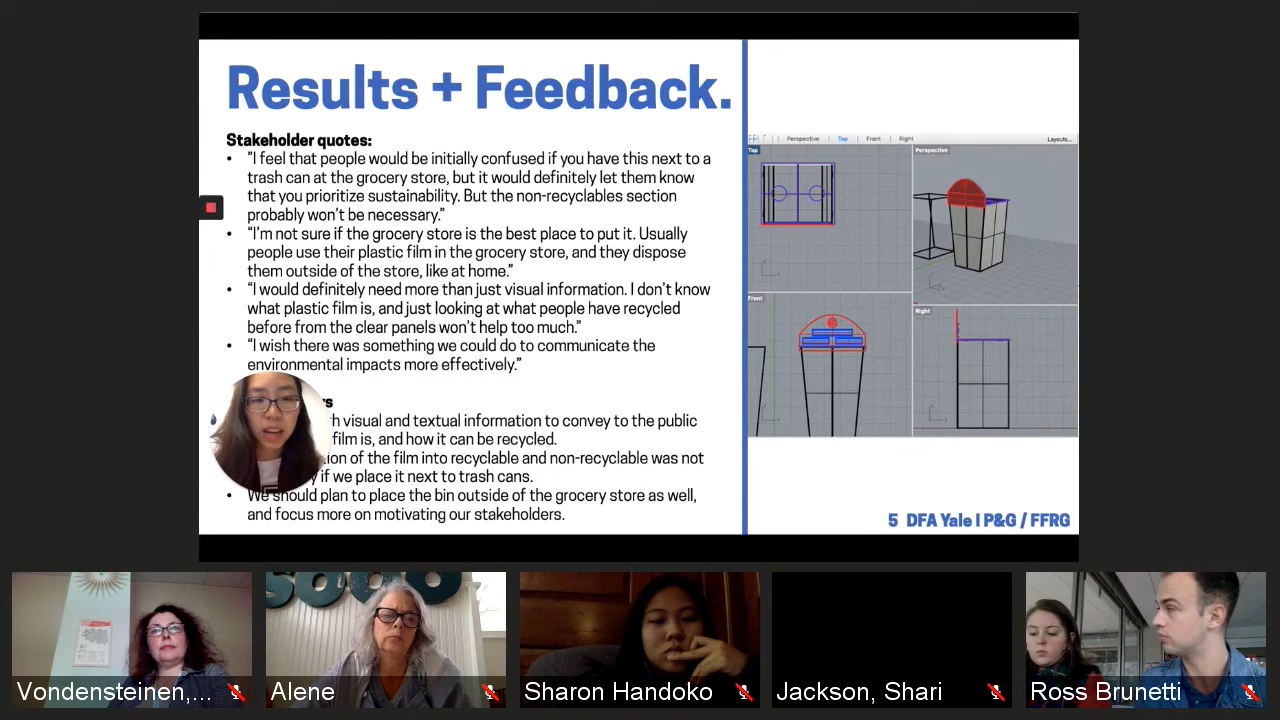 Results + Feedback.
Stakeholder quotes:
• ”I feel that people would be initially confused if you have this next to a
trash can at the grocery store, but it would definitely let them know
that you prioritize sustainability. But the non-recyclables section
probably won’t be necessary.”
• “I’m not sure if the grocery store is the best place to put it. Usually
people use their plastic film in the grocery store, and they dispose
them outside of the store, like at home.”
• “I would definitely need more than just visual information. I don’t know
what plastic film is, and just looking at what people have recycled
before from the clear panels won’t help too much.”
• “I wish there was something we could do to communicate the
environmental impacts more effectively.”
visual and textual information to convey to the public
film is, and how it can be recycled.
of the film into recyclable and non-recyclable was not
if we place it next to trash cans.
• We should plan to place the bin outside of the grocery store as well,
and focus more on motivating our stakeholders.
Perspective Top Front Right Layouts...
Top
Perspective
Front
Right
5 DFA Yale I P&G / FFRG
Vondensteinen,...
Alene
Sharon Handoko
Jackson, Shari
Ross Brunetti